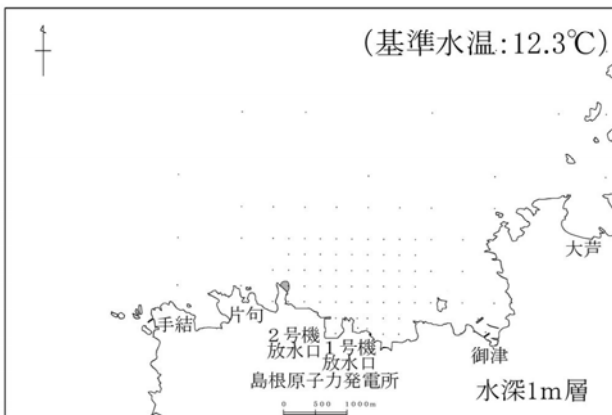 (基準水温:12.3℃)
大芦
手結
片句
2号機
放水口
1号機
放水口
御津
島根原子力発電所
水深1m層
0 500 1000m